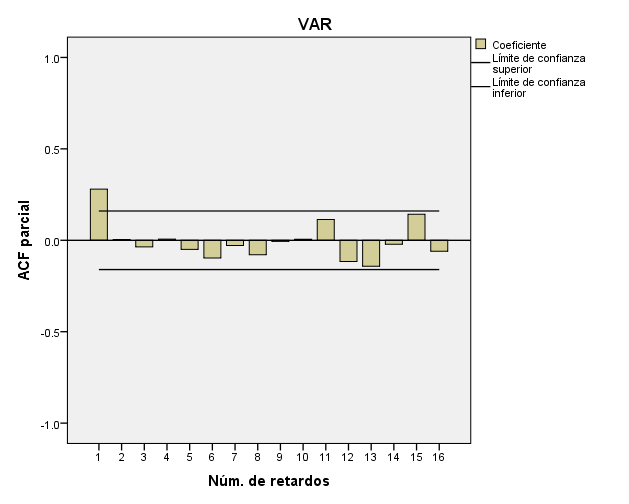 VAR
Coeficiente
Límite de confianza
superior
Límite de confianza
inferior
ACF parcial
1.0
0.5
0.0
-0.5
-1.0
1 2 3 4 5 6 7 8 9 10 11 12 13 14 15 16
Núm. de retardos